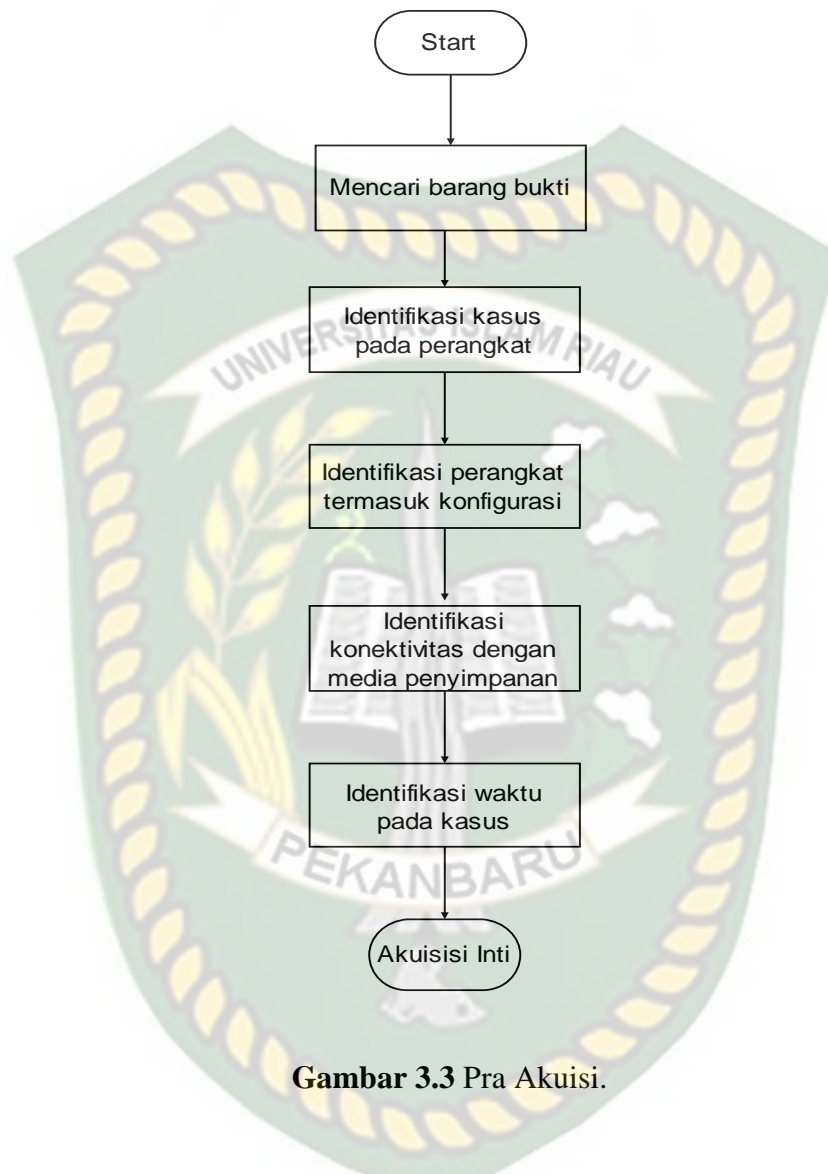 Start
Mencari barang bukti
Identifikasi kasus
pada perangkat
UNIVERSITAS ISLAM RIAU
Identifikasi perangkat
termasuk konfigurasi
Identifikasi
konektivitas dengan
media penyimpanan
Identifikasi waktu
pada kasus
PEKANBARU
Akuisisi Inti
Gambar 3.3 Pra Akuisi.